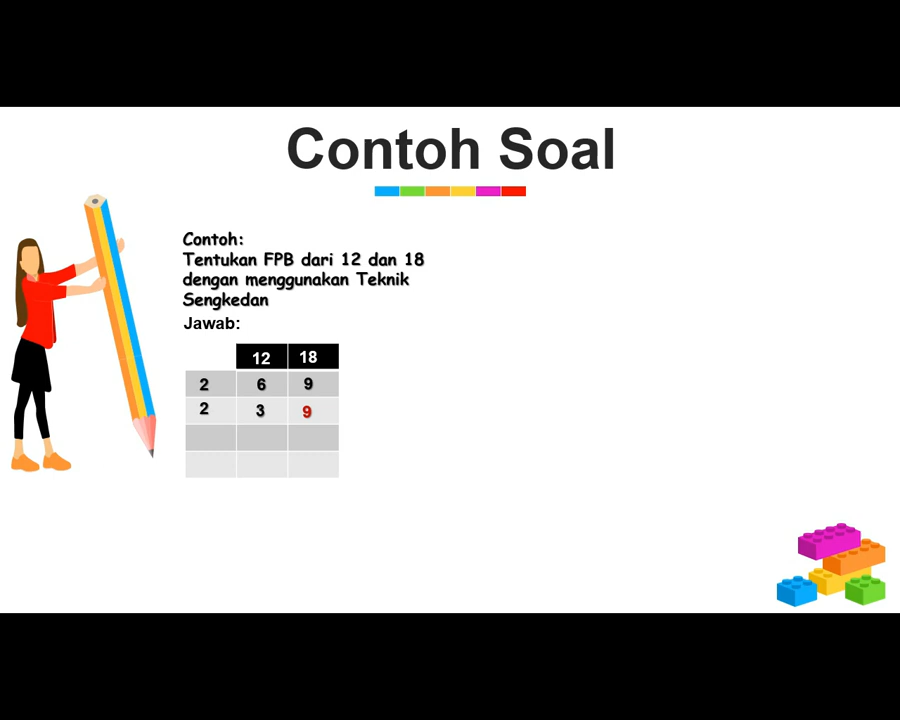 Contoh Soal
Contoh:
Tentukan FPB dari 12 dan 18
dengan menggunakan Teknik
Sengkedan
Jawab:
12 18
2 6 9
2 3 9